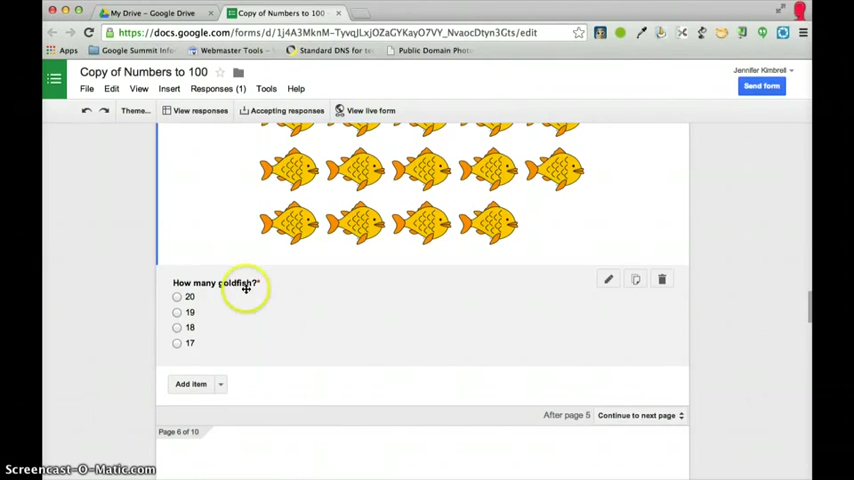 My Drive – Google Drive
Copy of Numbers to 100
https://docs.google.com/forms/d/1j4A3MknM-TyvqJLxjOZaGYKayO7VY_NvaocDtyn3Gts/edit
Apps
Google Summit Info
Webmaster Tools –
Standard DNS for te
Public Domain Photo
Copy of Numbers to 100
Jennifer Kimbrell
File Edit View Insert Responses (1) Tools Help
Send form
Theme...
View responses
Accepting responses
View live form
How many goldfish?*
20
19
18
17
Add item
After page 5 Continue to next page
Page 6 of 10
Screencast-O-Matic.com